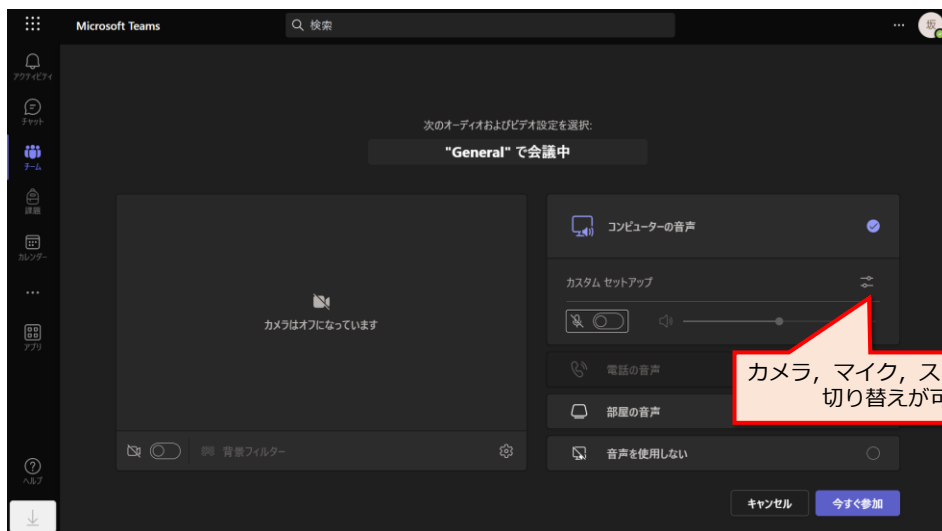 Microsoft Teams
検索
坂
アクティビティ
チャット
チーム
課題
カレンダー
アプリ
ヘルプ
次のオーディオおよびビデオ設定を選択:
"General" で会議中
カメラはオフになっています
背景フィルター
コンピューターの音声
カスタム セットアップ
電話の音声
部屋の音声
音声を使用しない
カメラ，マイク，ス
切り替えが可
キャンセル
今すぐ参加